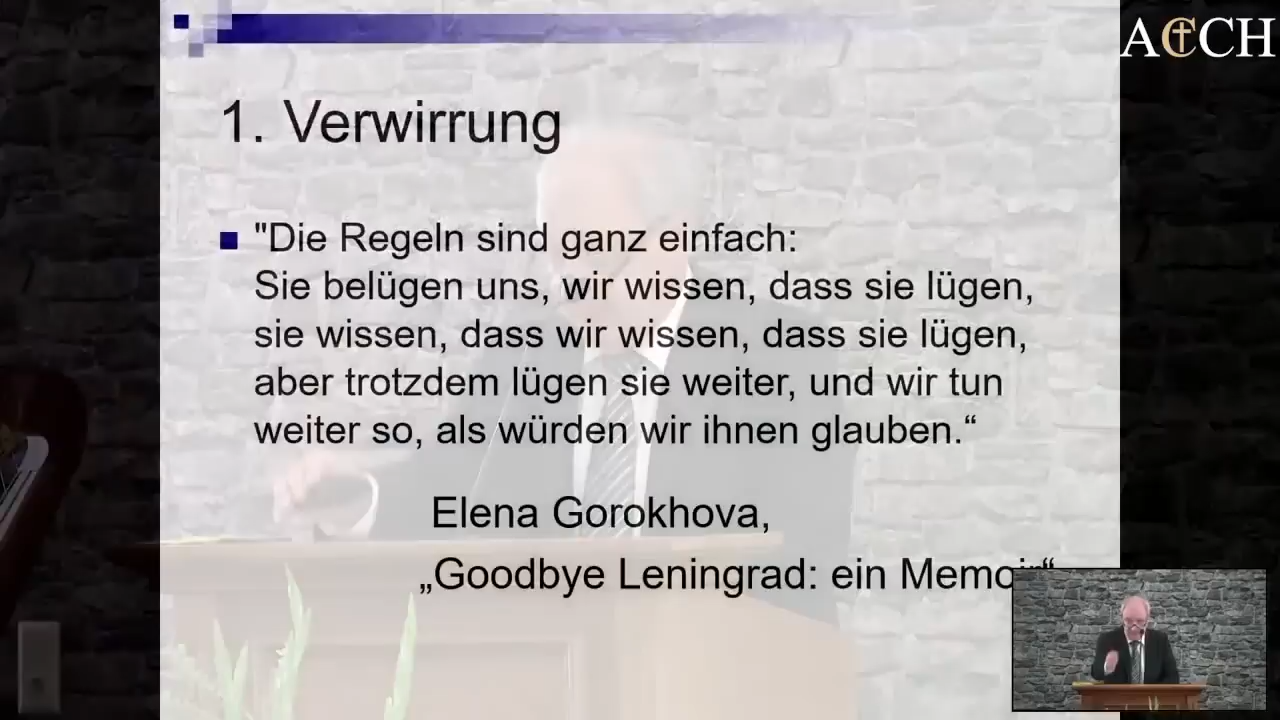 ACCH
1. Verwirrung
"Die Regeln sind ganz einfach:
Sie belügen uns, wir wissen, dass sie lügen,
sie wissen, dass wir wissen, dass sie lügen,
aber trotzdem lügen sie weiter, und wir tun
weiter so, als würden wir ihnen glauben.“
Elena Gorokhova,
„Goodbye Leningrad: ein Memoir“